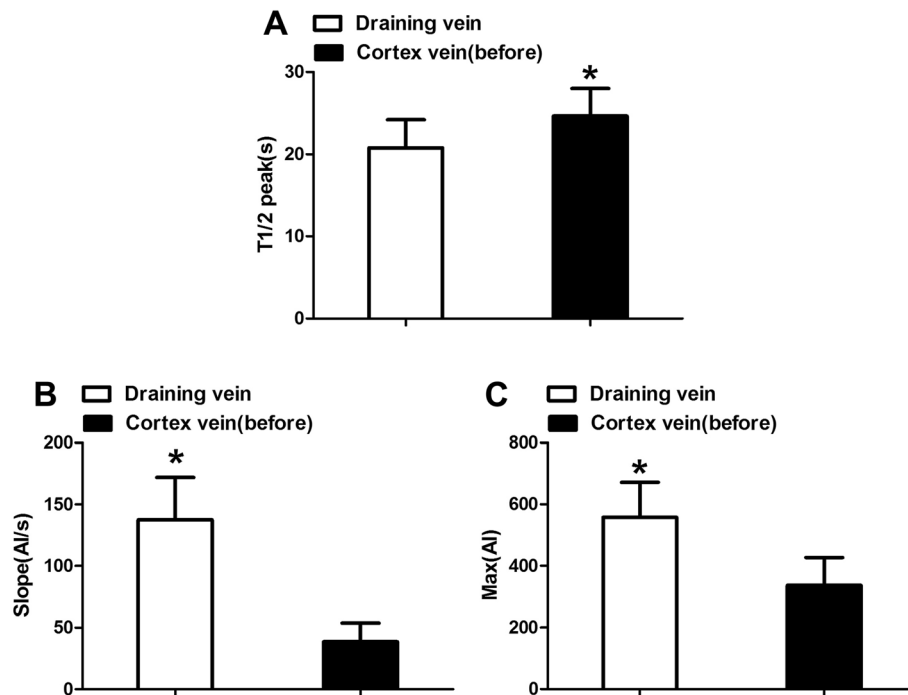 A
Draining vein
Cortex vein(before)
*
30
20
10
0
T1/2 peak(s)
B
Draining vein
Cortex vein(before)
*
200
150
100
50
0
Slope(AI/s)
C
Draining vein
Cortex vein(before)
*
800
600
400
200
0
Max(AI)